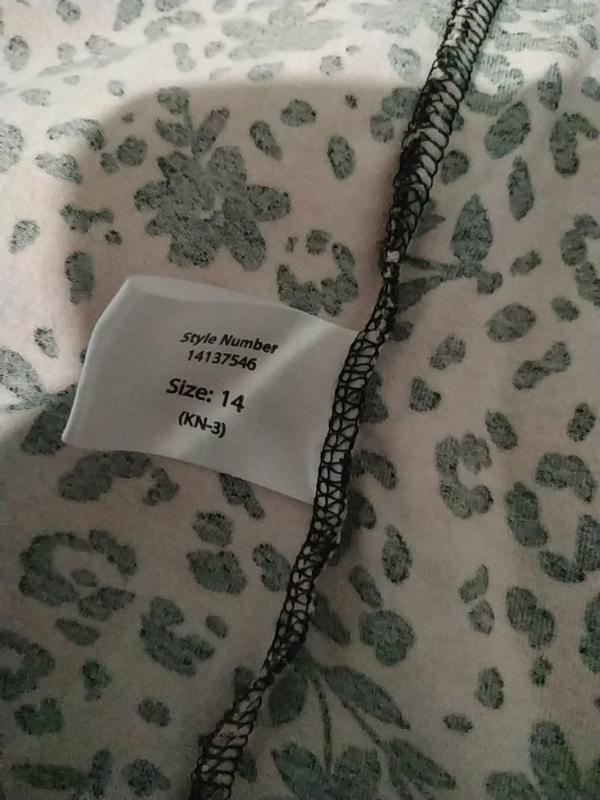 Style Number
14137546
Size: 14
(KN-3)